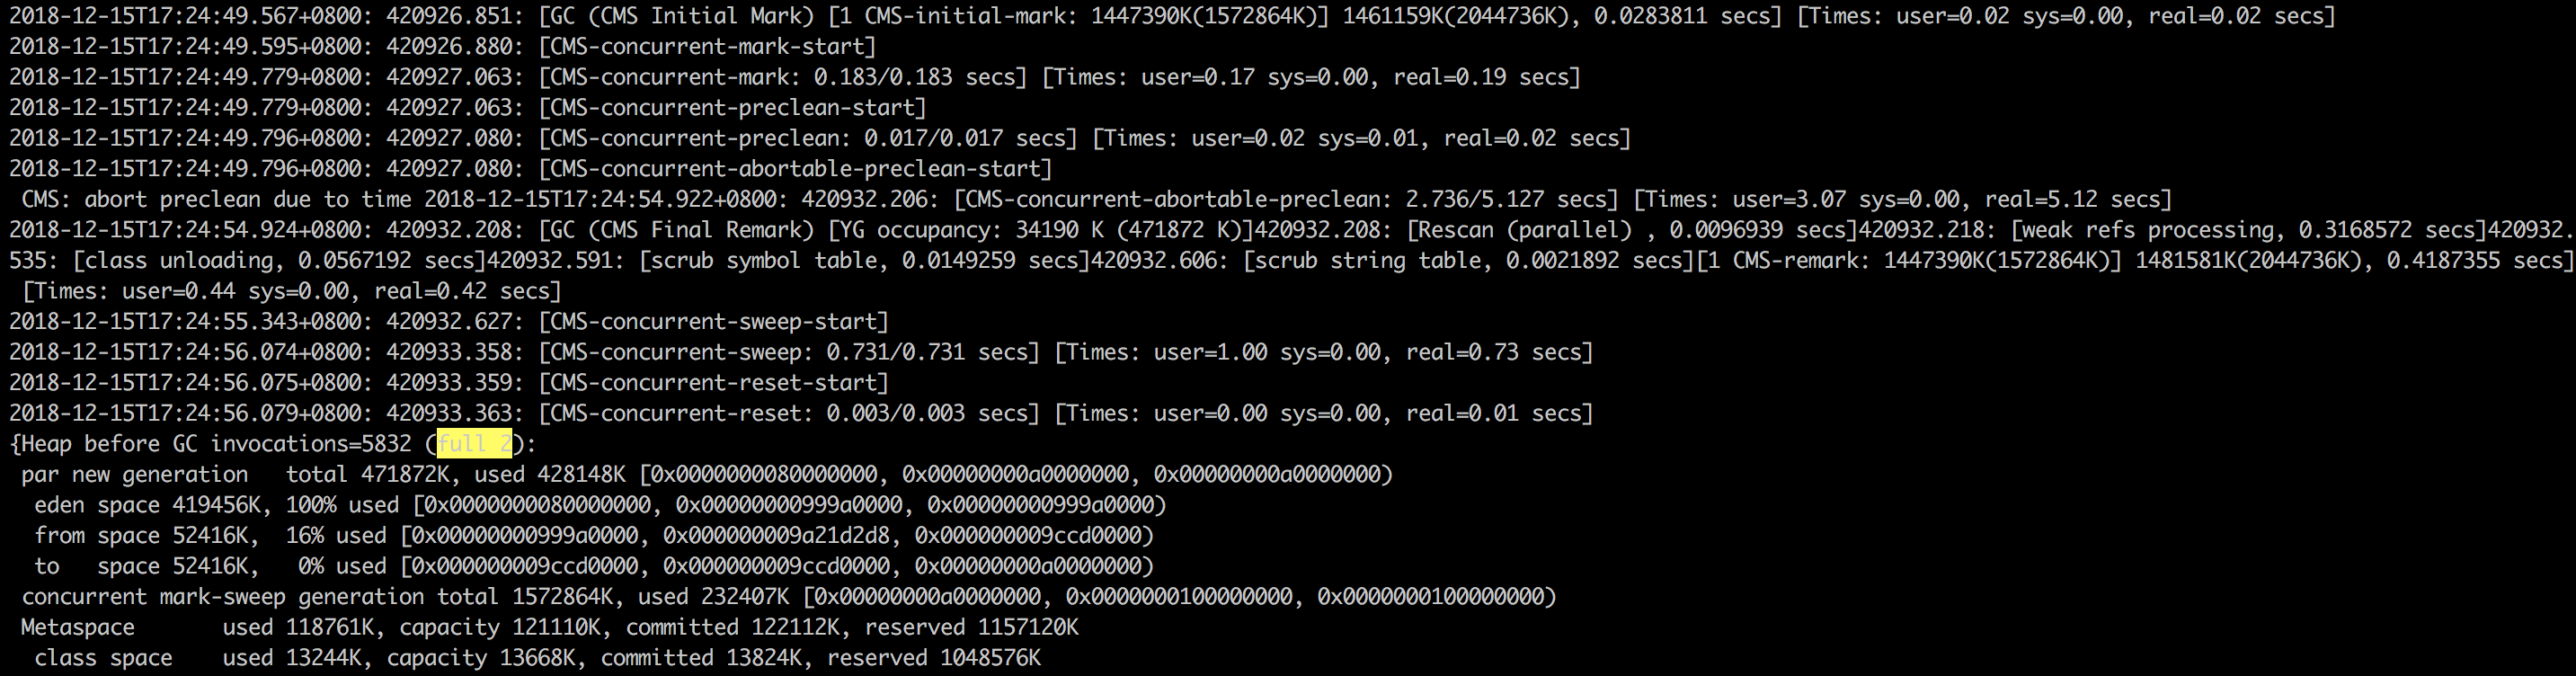 2018-12-15T17:24:49.567+0800: 420926.851: [GC (CMS Initial Mark) [1 CMS-initial-mark: 1447390K(1572864K)] 1461159K(2044736K), 0.0283811 secs] [Times: user=0.02 sys=0.00, real=0.02 secs]
2018-12-15T17:24:49.595+0800: 420926.880: [CMS-concurrent-mark-start]
2018-12-15T17:24:49.779+0800: 420927.063: [CMS-concurrent-mark: 0.183/0.183 secs] [Times: user=0.17 sys=0.00, real=0.19 secs]
2018-12-15T17:24:49.779+0800: 420927.063: [CMS-concurrent-preclean-start]
2018-12-15T17:24:49.796+0800: 420927.080: [CMS-concurrent-preclean: 0.017/0.017 secs] [Times: user=0.02 sys=0.01, real=0.02 secs]
2018-12-15T17:24:49.796+0800: 420927.080: [CMS-concurrent-abortable-preclean-start]
 CMS: abort preclean due to time 2018-12-15T17:24:54.922+0800: 420932.206: [CMS-concurrent-abortable-preclean: 2.736/5.127 secs] [Times: user=3.07 sys=0.00, real=5.12 secs]
2018-12-15T17:24:54.924+0800: 420932.208: [GC (CMS Final Remark) [YG occupancy: 34190 K (471872 K)]420932.208: [Rescan (parallel) , 0.0096939 secs]420932.218: [weak refs processing, 0.3168572 secs]420932.
535: [class unloading, 0.0567192 secs]420932.591: [scrub symbol table, 0.0149259 secs]420932.606: [scrub string table, 0.0021892 secs][1 CMS-remark: 1447390K(1572864K)] 1481581K(2044736K), 0.4187355 secs]
 [Times: user=0.44 sys=0.00, real=0.42 secs]
2018-12-15T17:24:55.343+0800: 420932.627: [CMS-concurrent-sweep-start]
2018-12-15T17:24:56.074+0800: 420933.358: [CMS-concurrent-sweep: 0.731/0.731 secs] [Times: user=1.00 sys=0.00, real=0.73 secs]
2018-12-15T17:24:56.075+0800: 420933.359: [CMS-concurrent-reset-start]
2018-12-15T17:24:56.079+0800: 420933.363: [CMS-concurrent-reset: 0.003/0.003 secs] [Times: user=0.00 sys=0.00, real=0.01 secs]
{Heap before GC invocations=5832 (full 2):
 par new generation   total 471872K, used 428148K [0x0000000080000000, 0x00000000a0000000, 0x00000000a0000000)
  eden space 419456K, 100% used [0x0000000080000000, 0x00000000999a0000, 0x00000000999a0000)
  from space 52416K,  16% used [0x00000000999a0000, 0x000000009a21d2d8, 0x000000009ccd0000)
  to   space 52416K,   0% used [0x000000009ccd0000, 0x000000009ccd0000, 0x00000000a0000000)
 concurrent mark-sweep generation total 1572864K, used 232407K [0x00000000a0000000, 0x0000000100000000, 0x0000000100000000)
 Metaspace       used 118761K, capacity 121110K, committed 122112K, reserved 1157120K
  class space    used 13244K, capacity 13668K, committed 13824K, reserved 1048576K